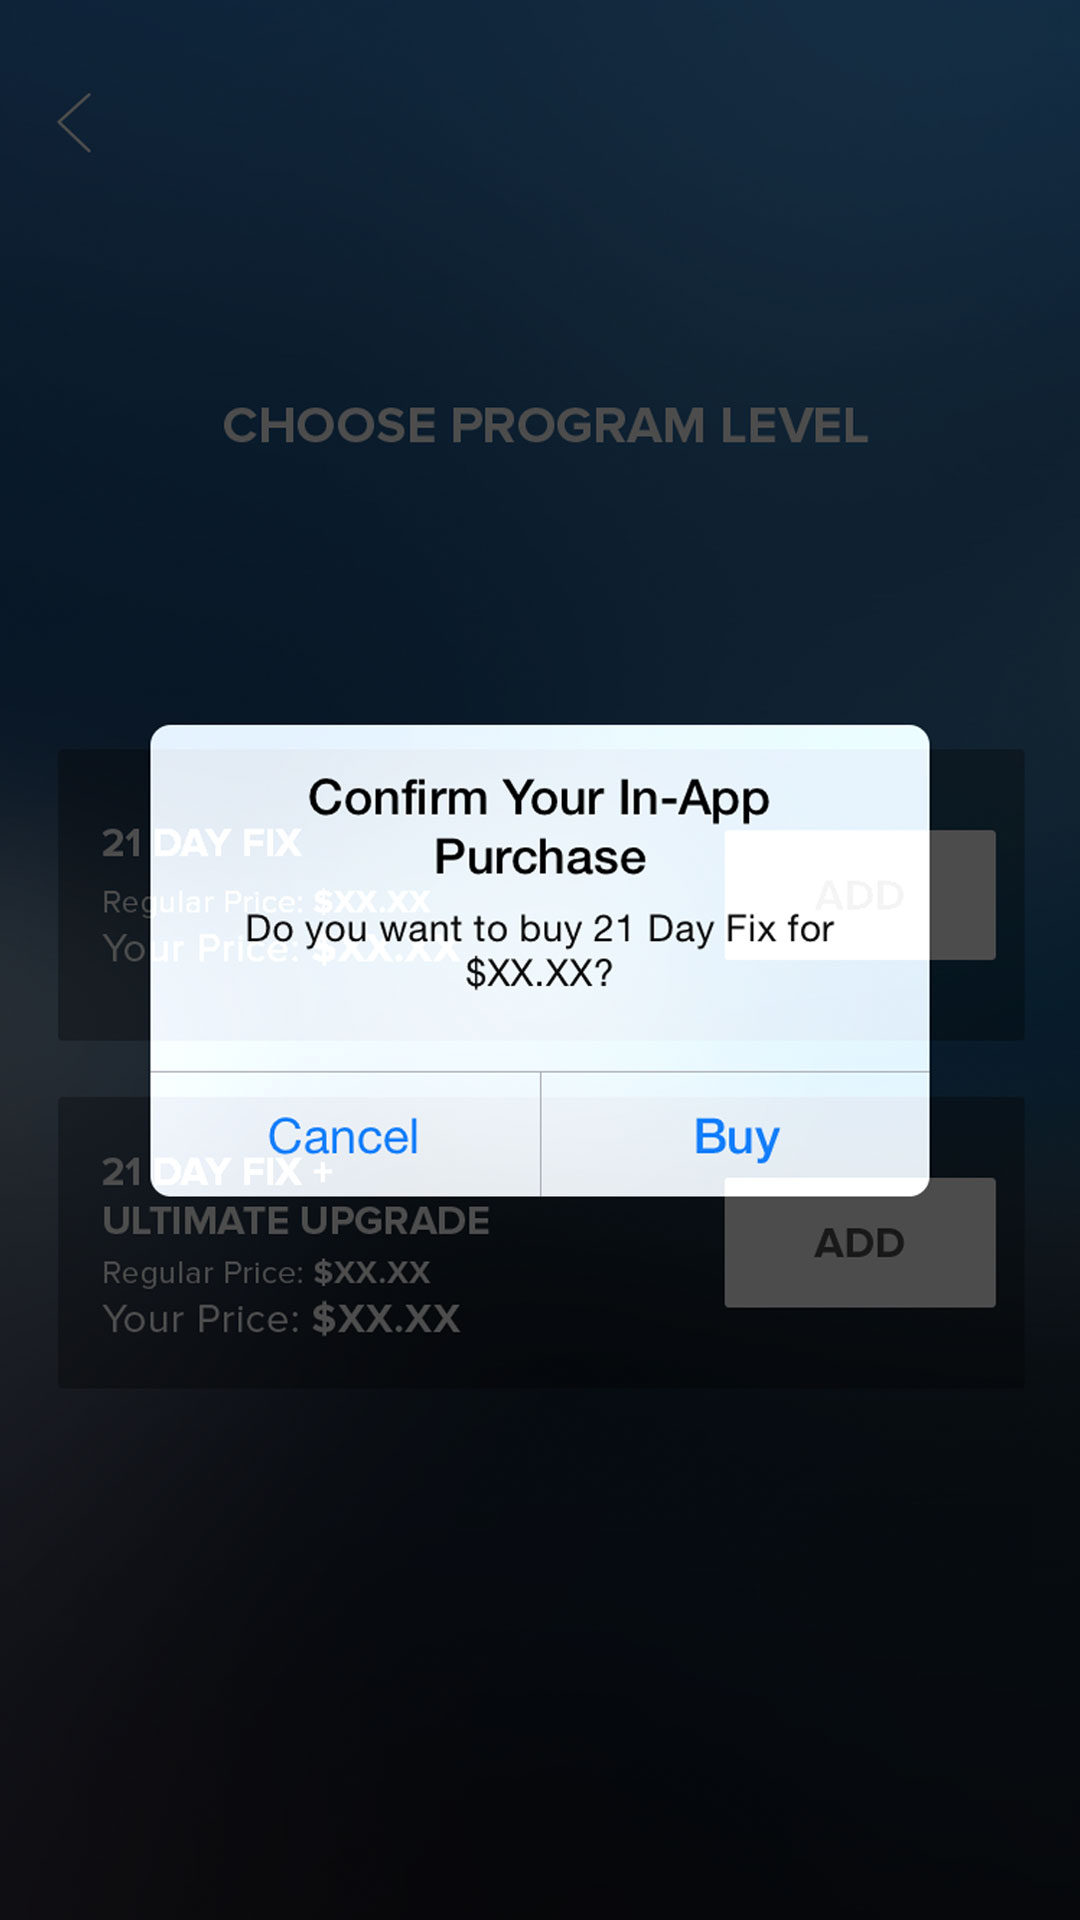 CHOOSE PROGRAM LEVEL
Confirm Your In-App
Purchase
Do you want to buy 21 Day Fix for
$XX.XX?
Cancel
Buy
21 DAY FIX
Regular Price: $XX.XX
Your Price: $XX.XX
ADD
21 DAY FIX +
ULTIMATE UPGRADE
Regular Price: $XX.XX
Your Price: $XX.XX
ADD